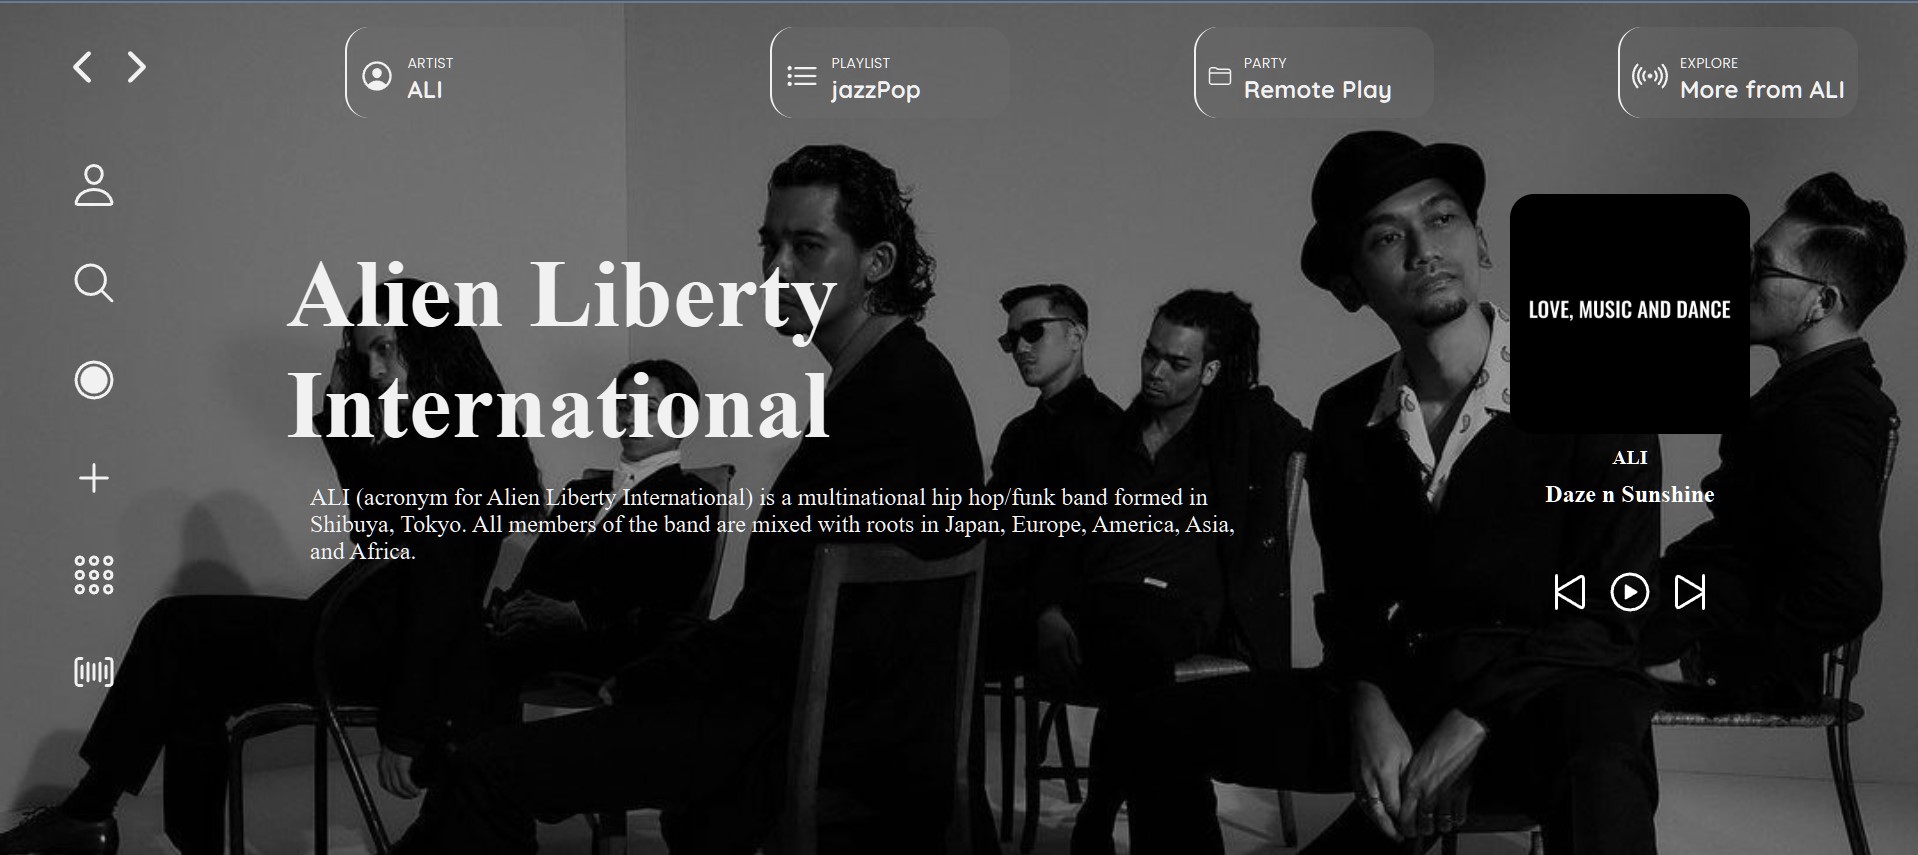 ARTIST
ALI
PLAYLIST
jazzPop
PARTY
Remote Play
EXPLORE
More from ALI
Alien Liberty
International
ALI (acronym for Alien Liberty International) is a multinational hip hop/funk band formed in
Shibuya, Tokyo. All members of the band are mixed with roots in Japan, Europe, America, Asia,
and Africa.
LOVE, MUSIC AND DANCE
ALI
Daze n Sunshine